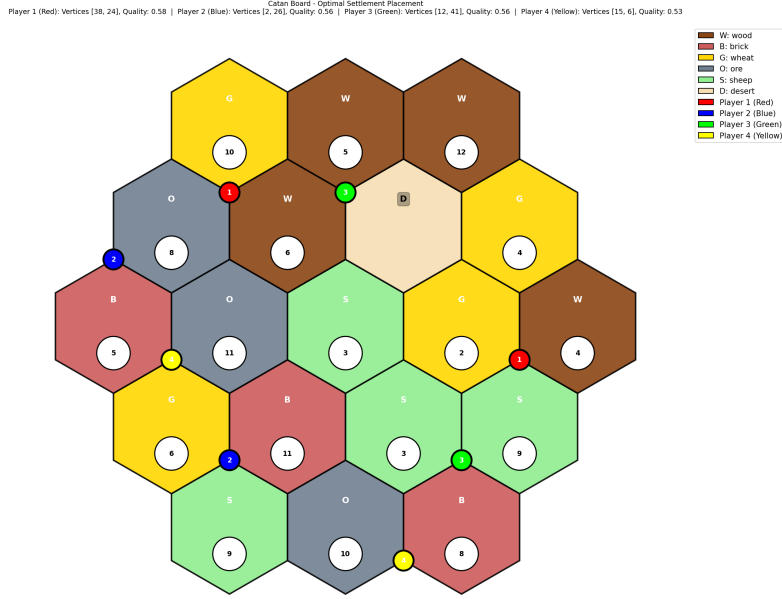 Catan Board - Optimal Settlement Placement
Player 1 (Red): Vertices [38, 24], Quality: 0.58 | Player 2 (Blue): Vertices [2, 26], Quality: 0.56 | Player 3 (Green): Vertices [12, 41], Quality: 0.56 | Player 4 (Yellow): Vertices [15, 6], Quality: 0.53
W: wood
B: brick
G: wheat
O: ore
S: sheep
D: desert
Player 1 (Red)
Player 2 (Blue)
Player 3 (Green)
Player 4 (Yellow)
G W W
10 5 12
1 3
O W D G
8 6 4
2
B O S G W
5 11 3 2 4
4 1
G B S S
6 11 3 9
2 3
S O B
9 10 8
4